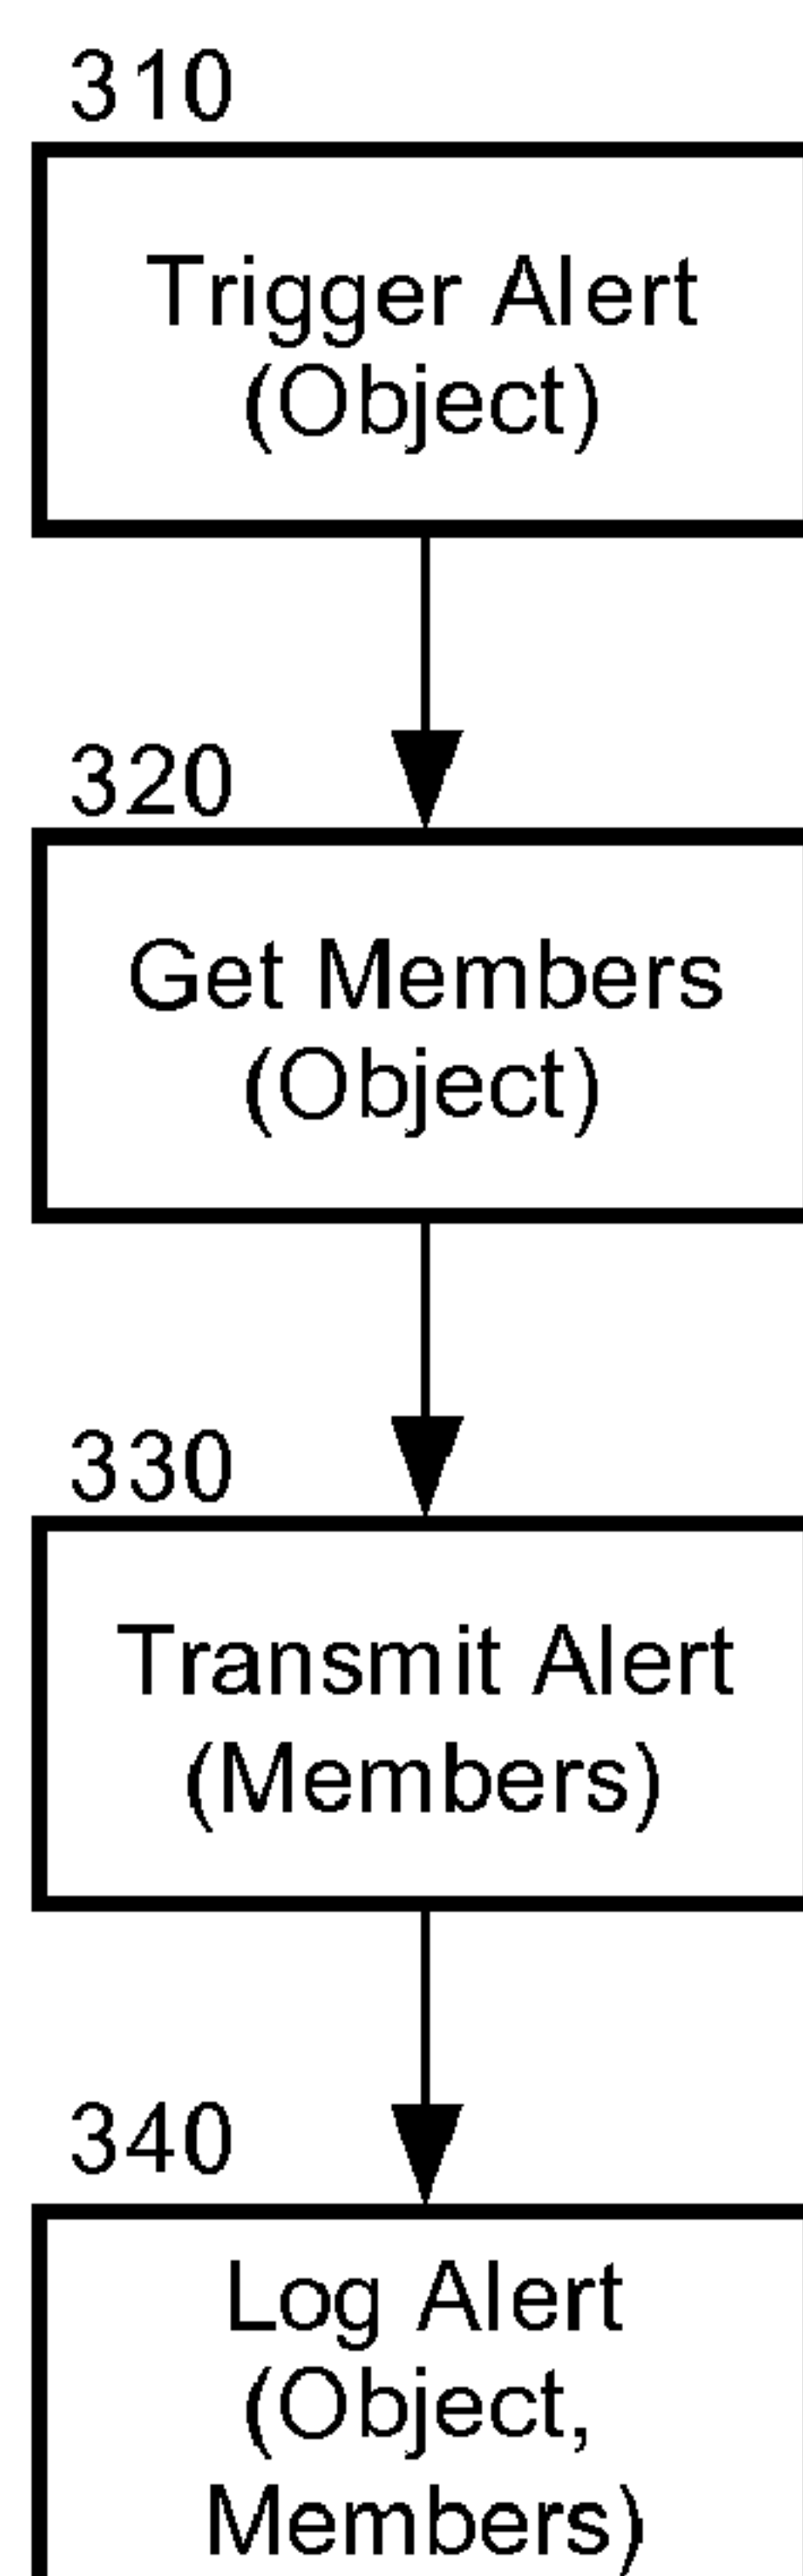 310
Trigger Alert
(Object)
320
Get Members
(Object)
330
Transmit Alert
(Members)
340
Log Alert
(Object,
Members)